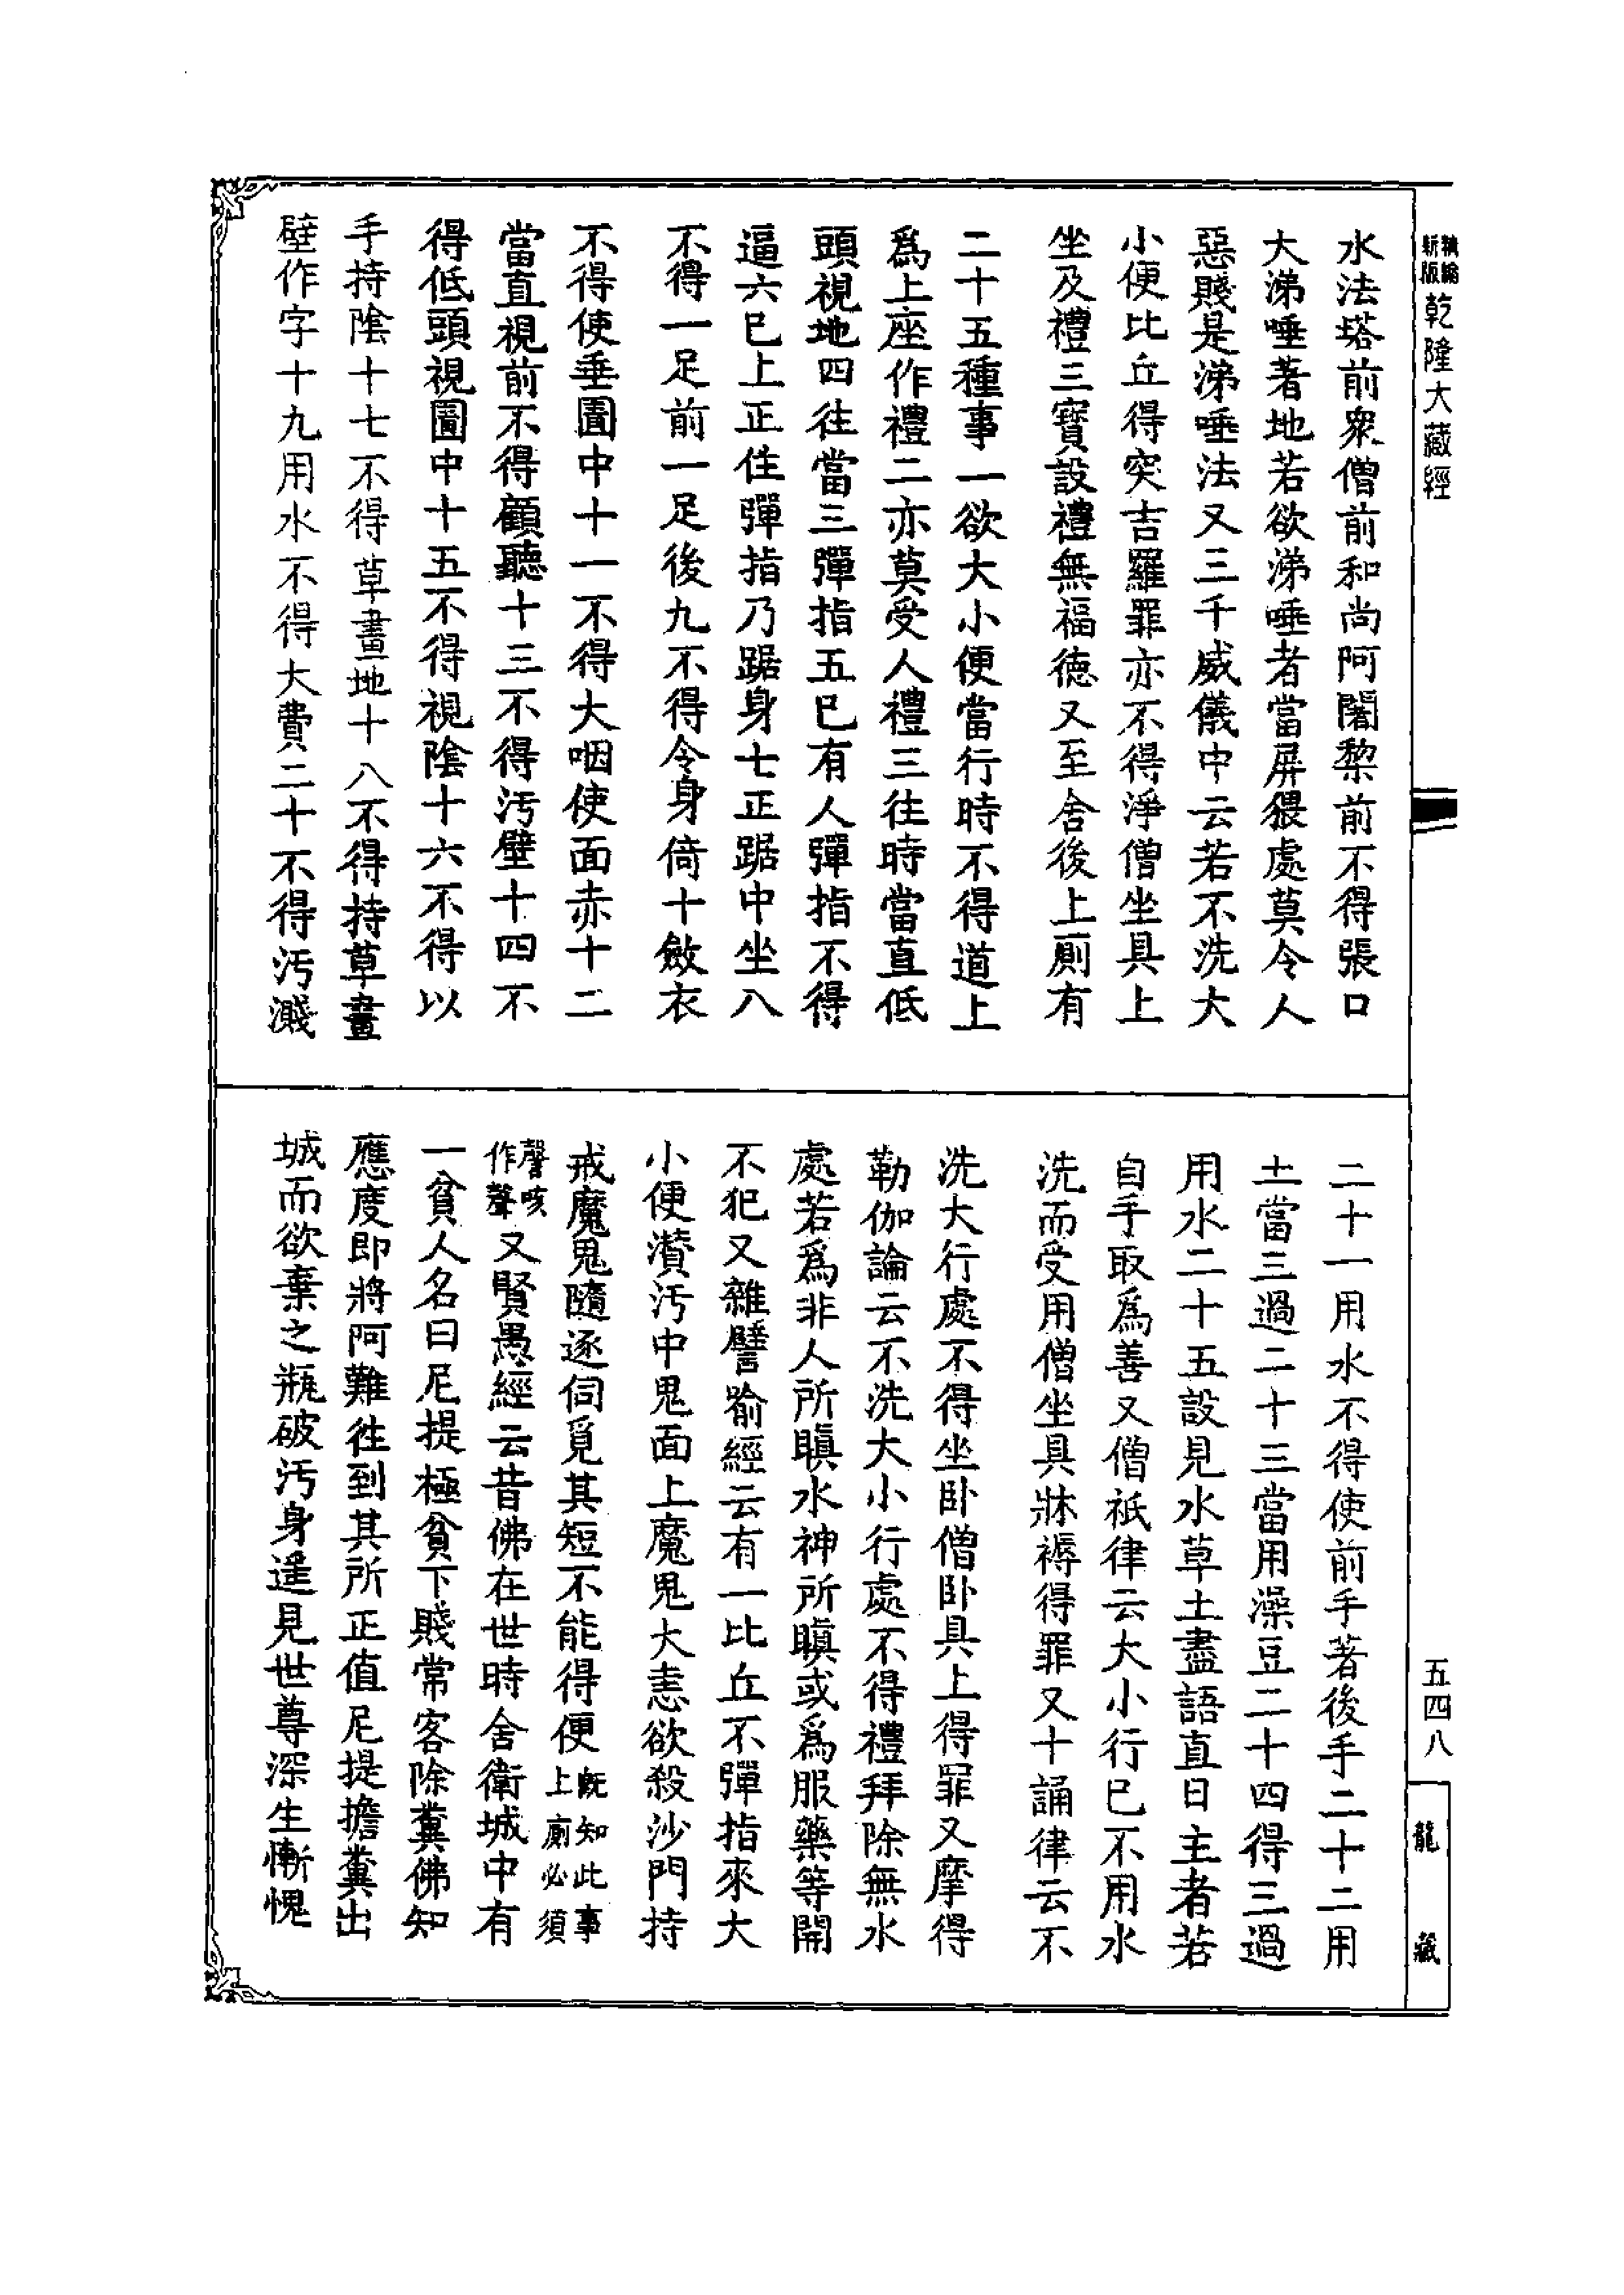 乾隆大藏經
水法塔前衆僧前和尚阿闍黎前不得張口
大涕唾著地若欲涕唾者當屏猥處莫令人
惡賤是涕唾法又三千威儀中云若不洗大
小便比丘得突吉羅罪亦不得淨僧坐具上
坐及禮三寶設禮無福德又至舍後上厠有
二十五種事一欲大小便當行時不得道上
爲上座作禮二亦莫受人禮三往時當直低
頭視地四往當三彈指五已有人彈指不得
逼六已上正住彈指乃踞身七正踞中坐八
不得一足前一足後九不得令身倚十斂衣
不得使垂圊中十一不得大咽使面赤十二
當直視前不得顧聽十三不得汚壁十四不
得低頭視圊中十五不得視陰十六不得以
手持陰十七不得草畫地十八不得持草畫
壁作字十九用水不得大費二十不得汚濺
二十一用水不得使前手著後手二十二用
土當三過二十三當用澡豆二十四得三過
用水二十五設見水草土盡語直日主者若
自手取爲善又僧祇律云大小行已不用水
洗而受用僧坐具牀褥得罪又十誦律云不
洗大行處不得坐卧僧卧具上得罪又摩得
勒伽論云不洗大小行處不得禮拜除無水
處若爲非人所瞋水神所瞋或爲服藥等開
不犯又雜譬喻經云有一比丘不彈指來大
小便濺汚中鬼面上魔鬼大恚欲殺沙門持
戒魔鬼隨逐伺覓其短不能得便既知此事上廁必須
謦咳作聲又賢愚經云昔佛在世時舍衛城中有
一貧人名曰尼提極貧下賤常客除糞佛知
應度即將阿難往到其所正值尼提擔糞出
城而欲棄之瓶破汚身遙見世尊深生慚愧
五四八
龍藏